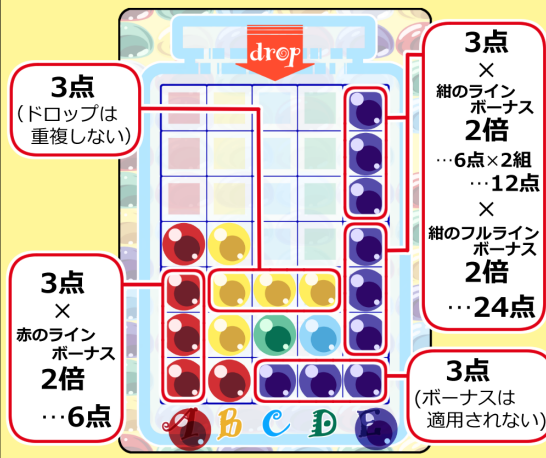 drop
3点
(ドロップは
重複しない)
3点
×
紺のライン
ボーナス
2倍
…6点×2組
…12点
×
紺のフルライン
ボーナス
2倍
…24点
3点
×
赤のライン
ボーナス
2倍
…6点
3点
(ボーナスは
適用されない)
A B C D E